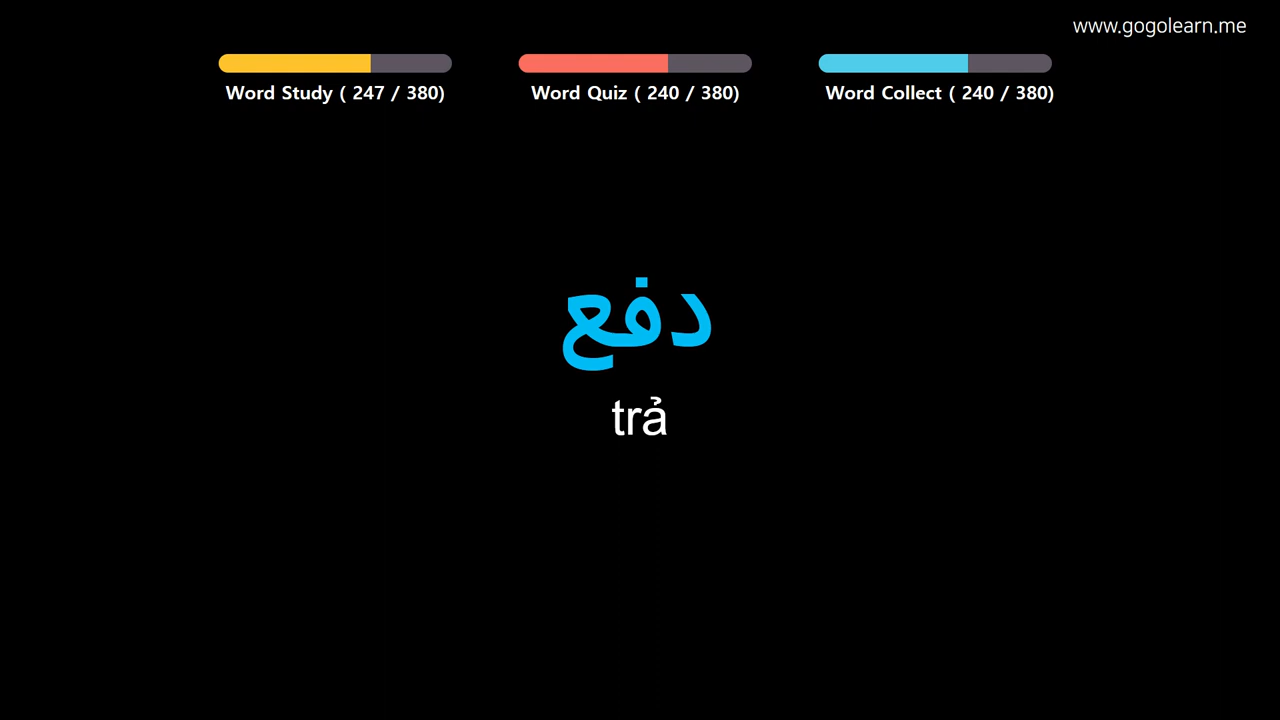 www.gogolearn.me
Word Study ( 247 / 380)
Word Quiz ( 240 / 380)
Word Collect ( 240 / 380)
دفع
trả